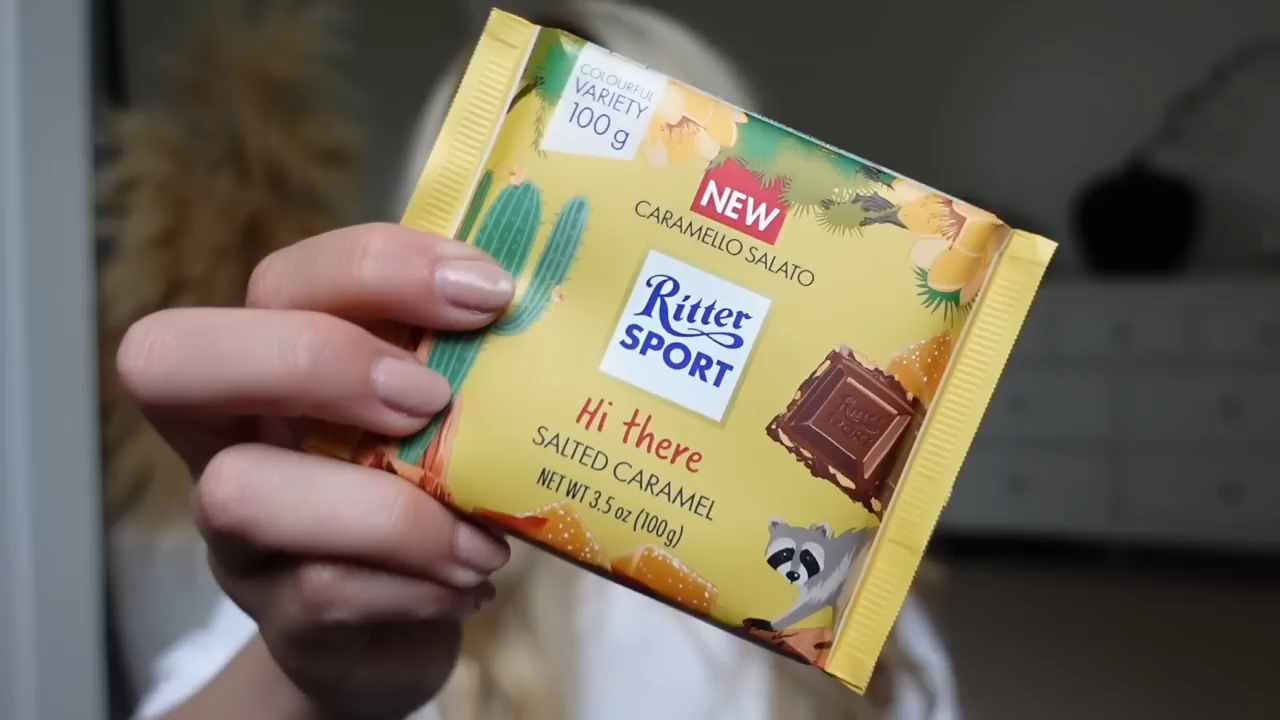 COLOURFUL
VARIETY
100 g
NEW
CARAMELLO SALATO
Ritter
SPORT
Hi there
SALTED CARAMEL
NET WT 3.5 oz (100g)